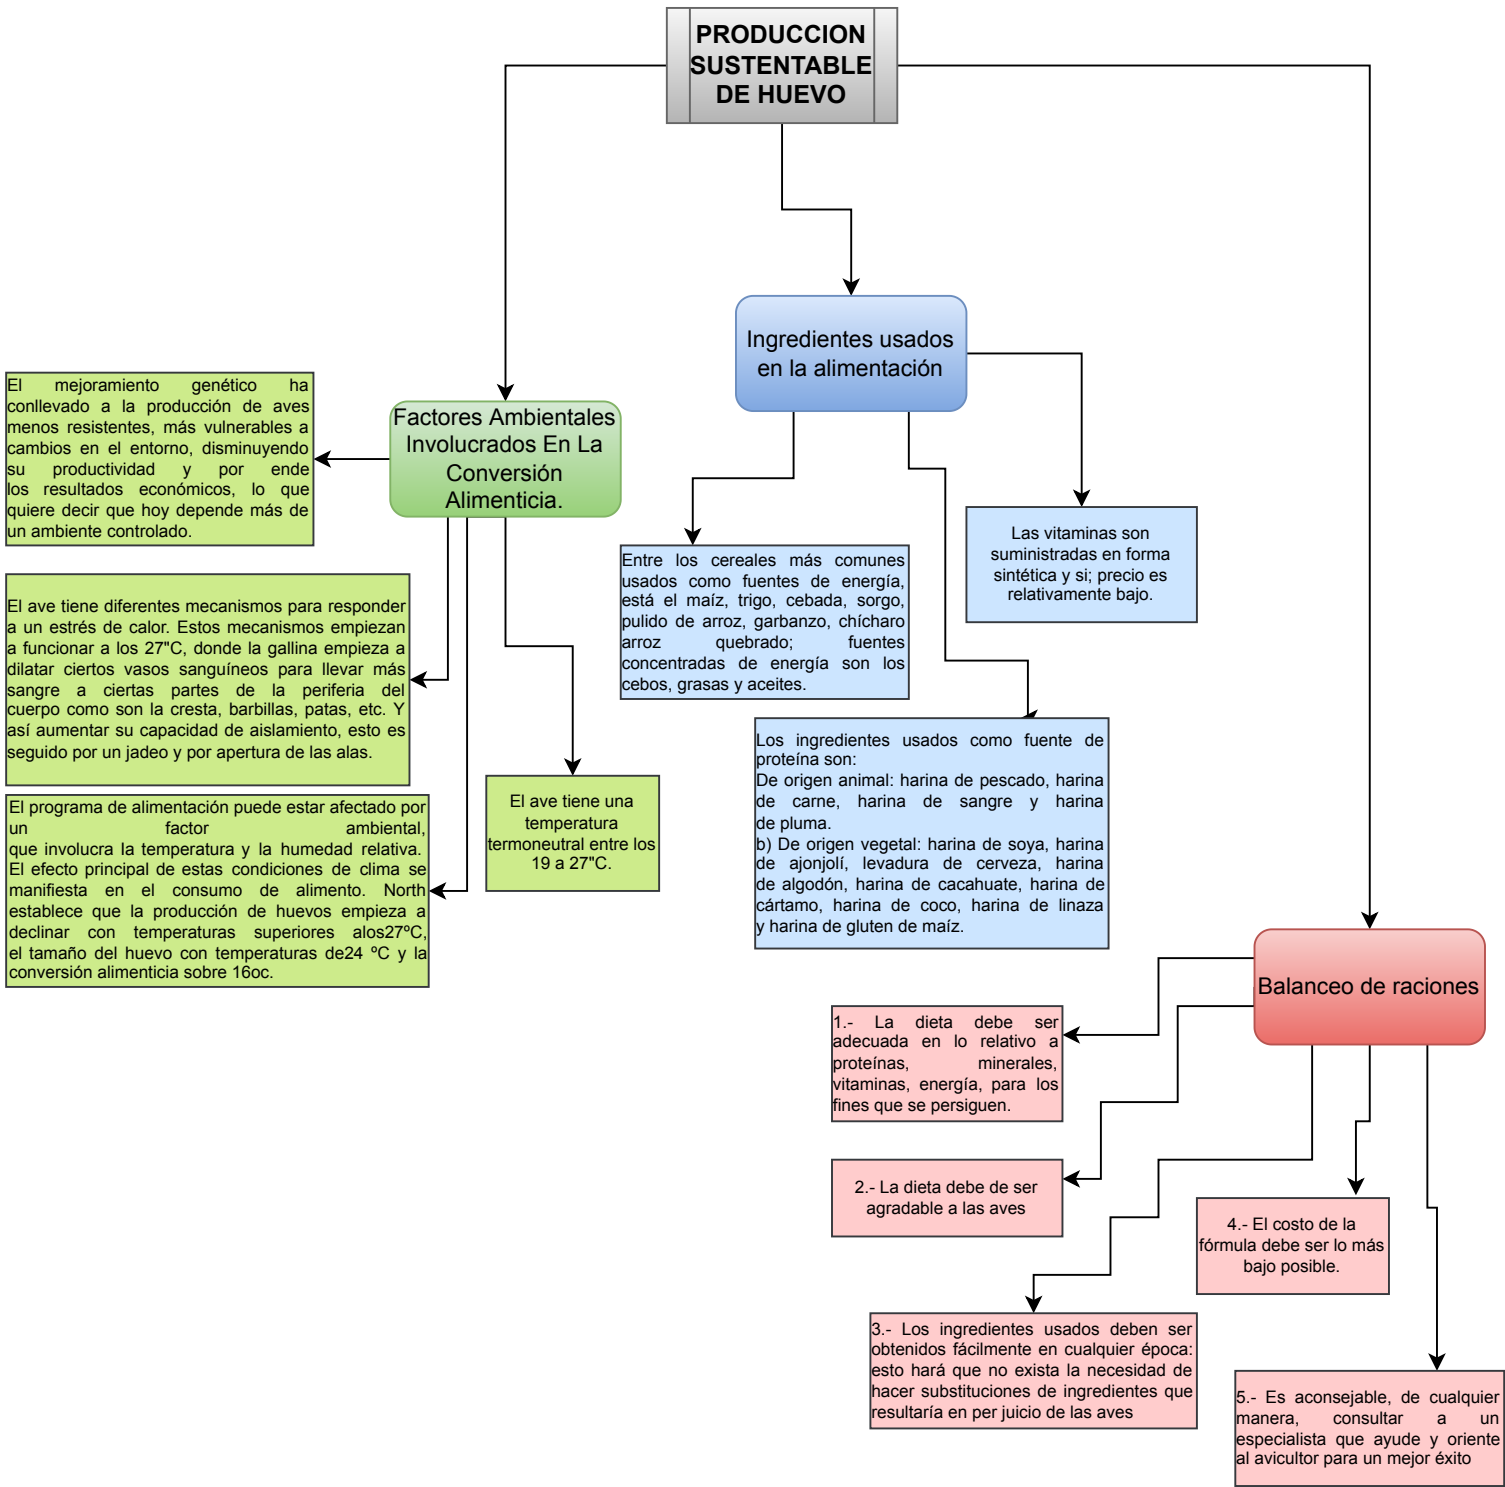 PRODUCCION
SUSTENTABLE
DE HUEVO
Ingredientes usados
en la alimentación
Factores Ambientales
Involucrados En La
Conversión
Alimenticia.
El mejoramiento genético ha
conllevado a la producción de aves
menos resistentes, más vulnerables a
cambios en el entorno, disminuyendo
su productividad y por ende
los resultados económicos, lo que
quiere decir que hoy depende más de
un ambiente controlado.
El ave tiene diferentes mecanismos para responder
a un estrés de calor. Estos mecanismos empiezan
a funcionar a los 27"C, donde la gallina empieza a
dilatar ciertos vasos sanguíneos para llevar más
sangre a ciertas partes de la periferia del
cuerpo como son la cresta, barbillas, patas, etc. Y
así aumentar su capacidad de aislamiento, esto es
seguido por un jadeo y por apertura de las alas.
El programa de alimentación puede estar afectado por
un factor ambiental,
que involucra la temperatura y la humedad relativa.
El efecto principal de estas condiciones de clima se
manifiesta en el consumo de alimento. North
establece que la producción de huevos empieza a
declinar con temperaturas superiores alos27ºC,
el tamaño del huevo con temperaturas de24 ºC y la
conversión alimenticia sobre 16oc.
El ave tiene una
temperatura
termoneutral entre los
19 a 27"C.
Entre los cereales más comunes
usados como fuentes de energía,
está el maíz, trigo, cebada, sorgo,
pulido de arroz, garbanzo, chícharo
arroz quebrado; fuentes
concentradas de energía son los
cebos, grasas y aceites.
Las vitaminas son
suministradas en forma
sintética y si; precio es
relativamente bajo.
Los ingredientes usados como fuente de
proteína son:
De origen animal: harina de pescado, harina
de carne, harina de sangre y harina
de pluma.
b) De origen vegetal: harina de soya, harina
de ajonjolí, levadura de cerveza, harina
de algodón, harina de cacahuate, harina de
cártamo, harina de coco, harina de linaza
y harina de gluten de maíz.
Balanceo de raciones
1.- La dieta debe ser
adecuada en lo relativo a
proteínas, minerales,
vitaminas, energía, para los
fines que se persiguen.
2.- La dieta debe de ser
agradable a las aves
3.- Los ingredientes usados deben ser
obtenidos fácilmente en cualquier época:
esto hará que no exista la necesidad de
hacer substituciones de ingredientes que
resultaría en per juicio de las aves
4.- El costo de la
fórmula debe ser lo más
bajo posible.
5.- Es aconsejable, de cualquier
manera, consultar a un
especialista que ayude y oriente
al avicultor para un mejor éxito